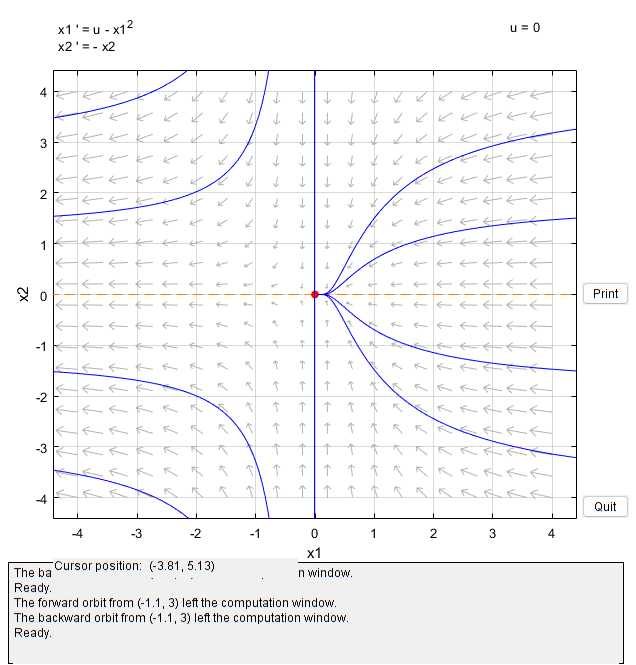 x1 ' = u - x1²
x2 ' = - x2
u = 0
4
3
2
1
0
-1
-2
-3
-4
x2
-4
-3
-2
-1
0
1
2
3
4
x1
Print
Quit
Cursor position: (-3.81, 5.13)
The ba n window.
Ready.
The forward orbit from (-1.1, 3) left the computation window.
The backward orbit from (-1.1, 3) left the computation window.
Ready.